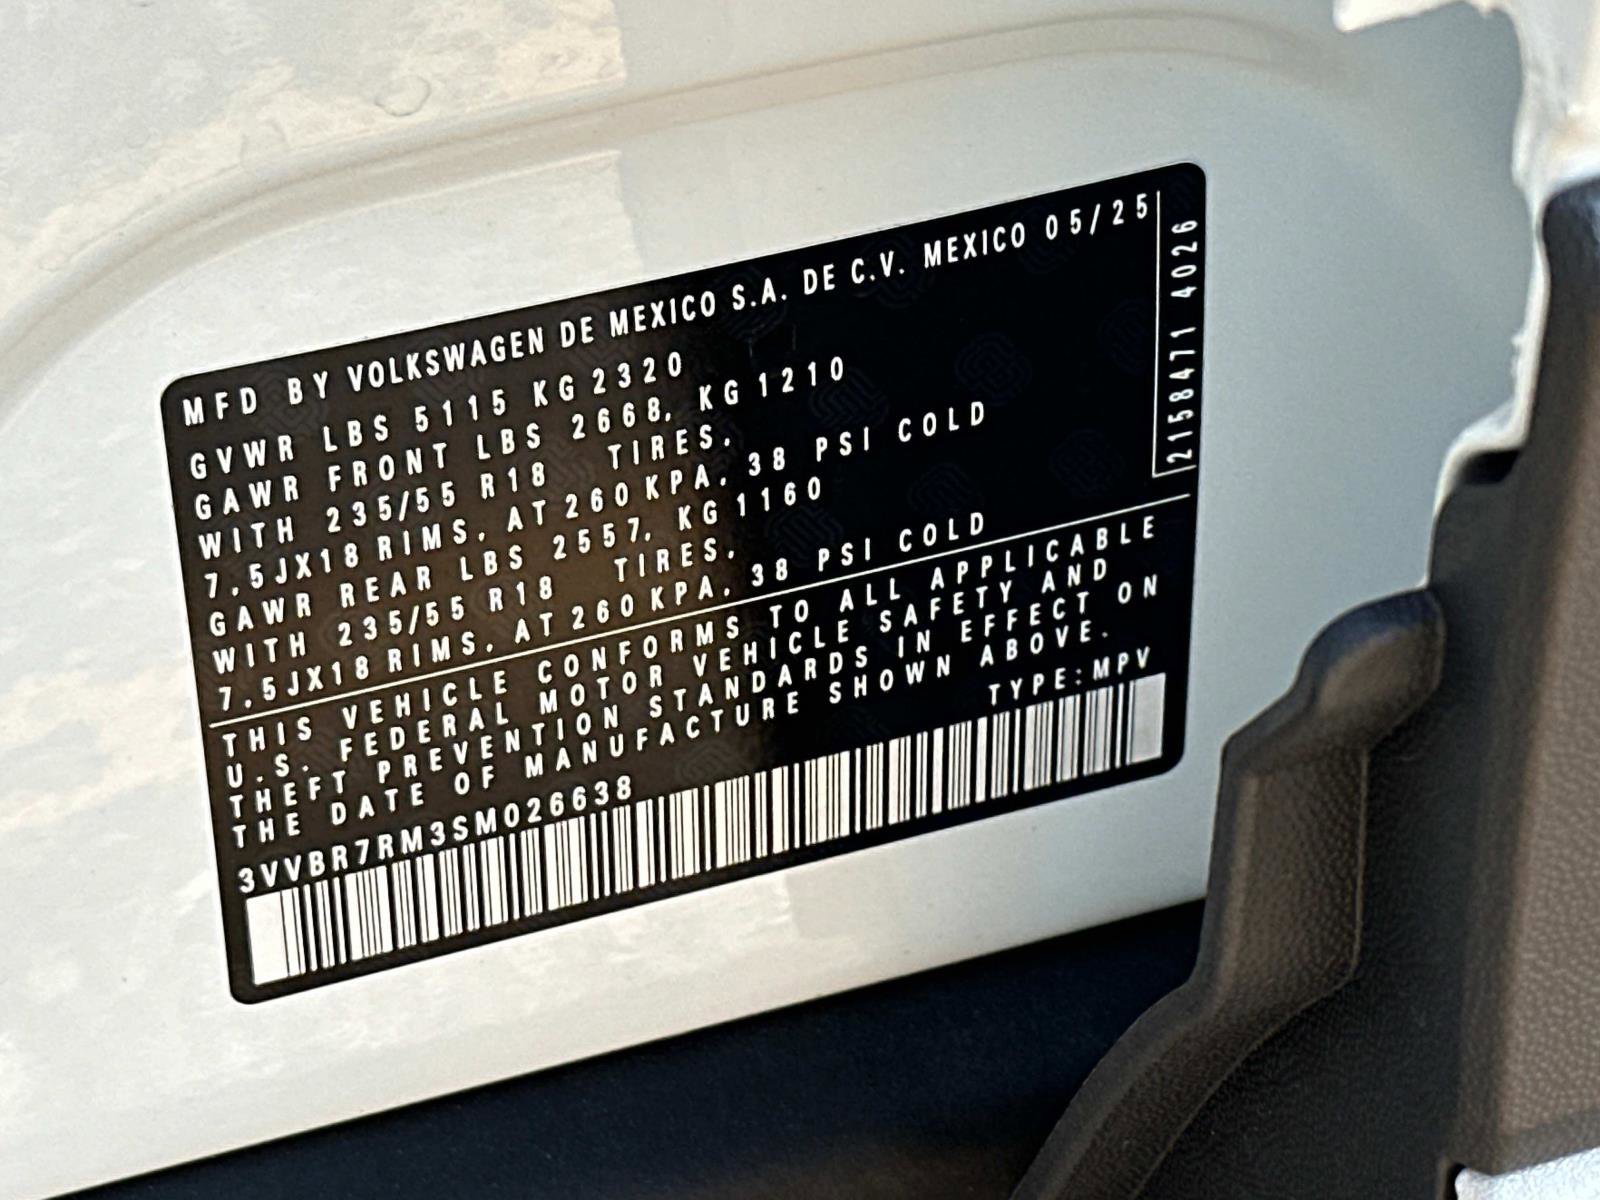 MFD BY VOLKSWAGEN DE MEXICO S.A. DE C.V. MEXICO 05/25
GVWR LBS 5115 KG 2320
GAWR FRONT LBS 2668, KG 1210
WITH 235/55 R18 TIRES.
7.5JX18 RIMS, AT 260 KPA, 38 PSI COLD
GAWR REAR LBS 2557, KG 1160
WITH 235/55 R18 TIRES.
7.5JX18 RIMS, AT 260 KPA, 38 PSI COLD
2158471 4026
THIS VEHICLE CONFORMS TO ALL APPLICABLE
U.S. FEDERAL MOTOR VEHICLE SAFETY AND
THEFT PREVENTION STANDARDS IN EFFECT ON
THE DATE OF MANUFACTURE SHOWN ABOVE.
TYPE: MPV
3VVBR7RM3SM026638